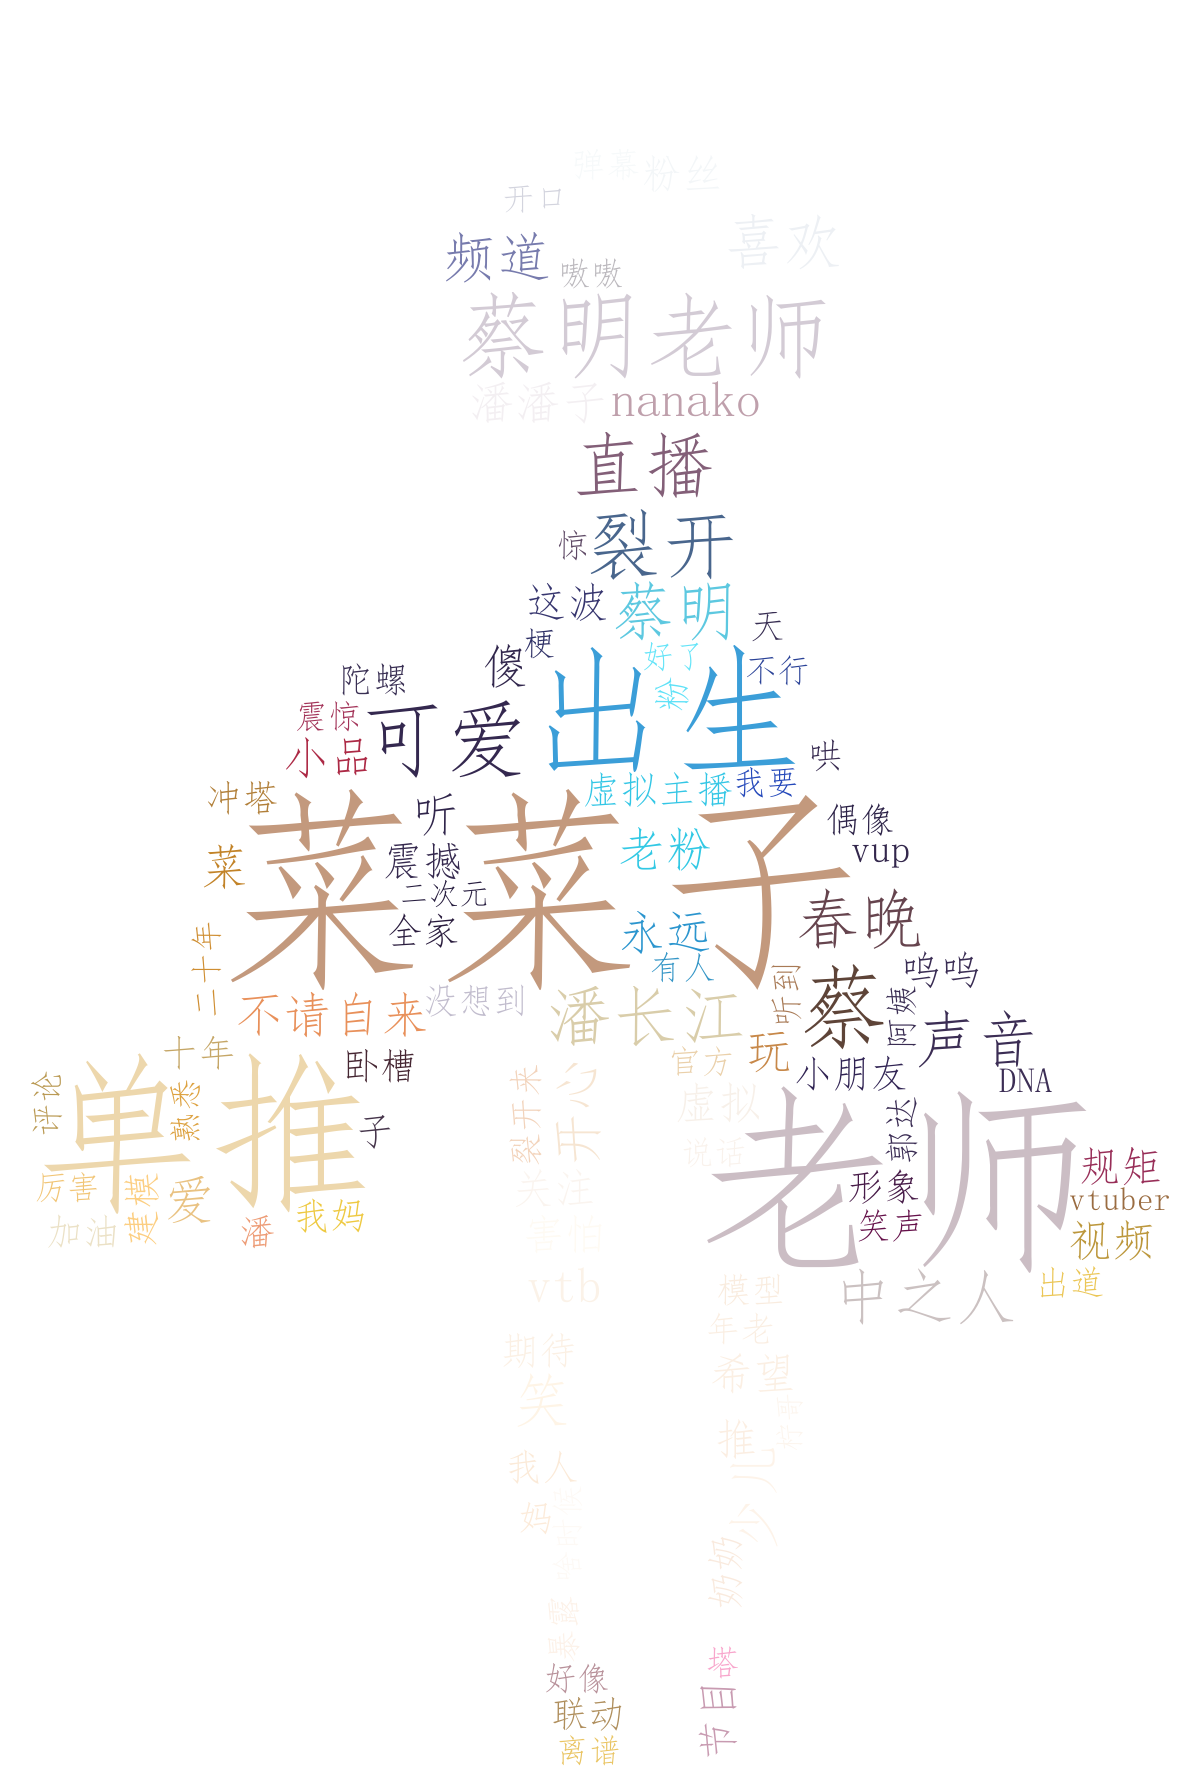 弹幕
粉丝
开口
喜欢
频道
嗷嗷
蔡明老师
潘潘子
nanako
直播
裂开
惊
这波
蔡明
天
梗
好了
不行
傻
陀螺
粉
出生
震惊
可爱
小品
哄
虚拟主播
我要
冲塔
菜菜子
听
偶像
老粉
vup
菜
震撼
二次元
春晚
全家
永远
二十年
有人
呜呜
听到
蔡
不请自来
没想到
潘长江
阿姨
声音
十年
单推
卧槽
官方
玩
小朋友
DNA
评论
熟悉
裂开来
开心
虚拟
老师
郭达
子
说话
规矩
厉害
建模
爱
关注
形象
vtuber
我妈
加油
潘
害怕
笑声
视频
vtb
模型
中之人
出道
年老
期待
希望
笑
推
我人
少儿
妈
奶奶
暴露
塔
好像
节目
联动
离谱